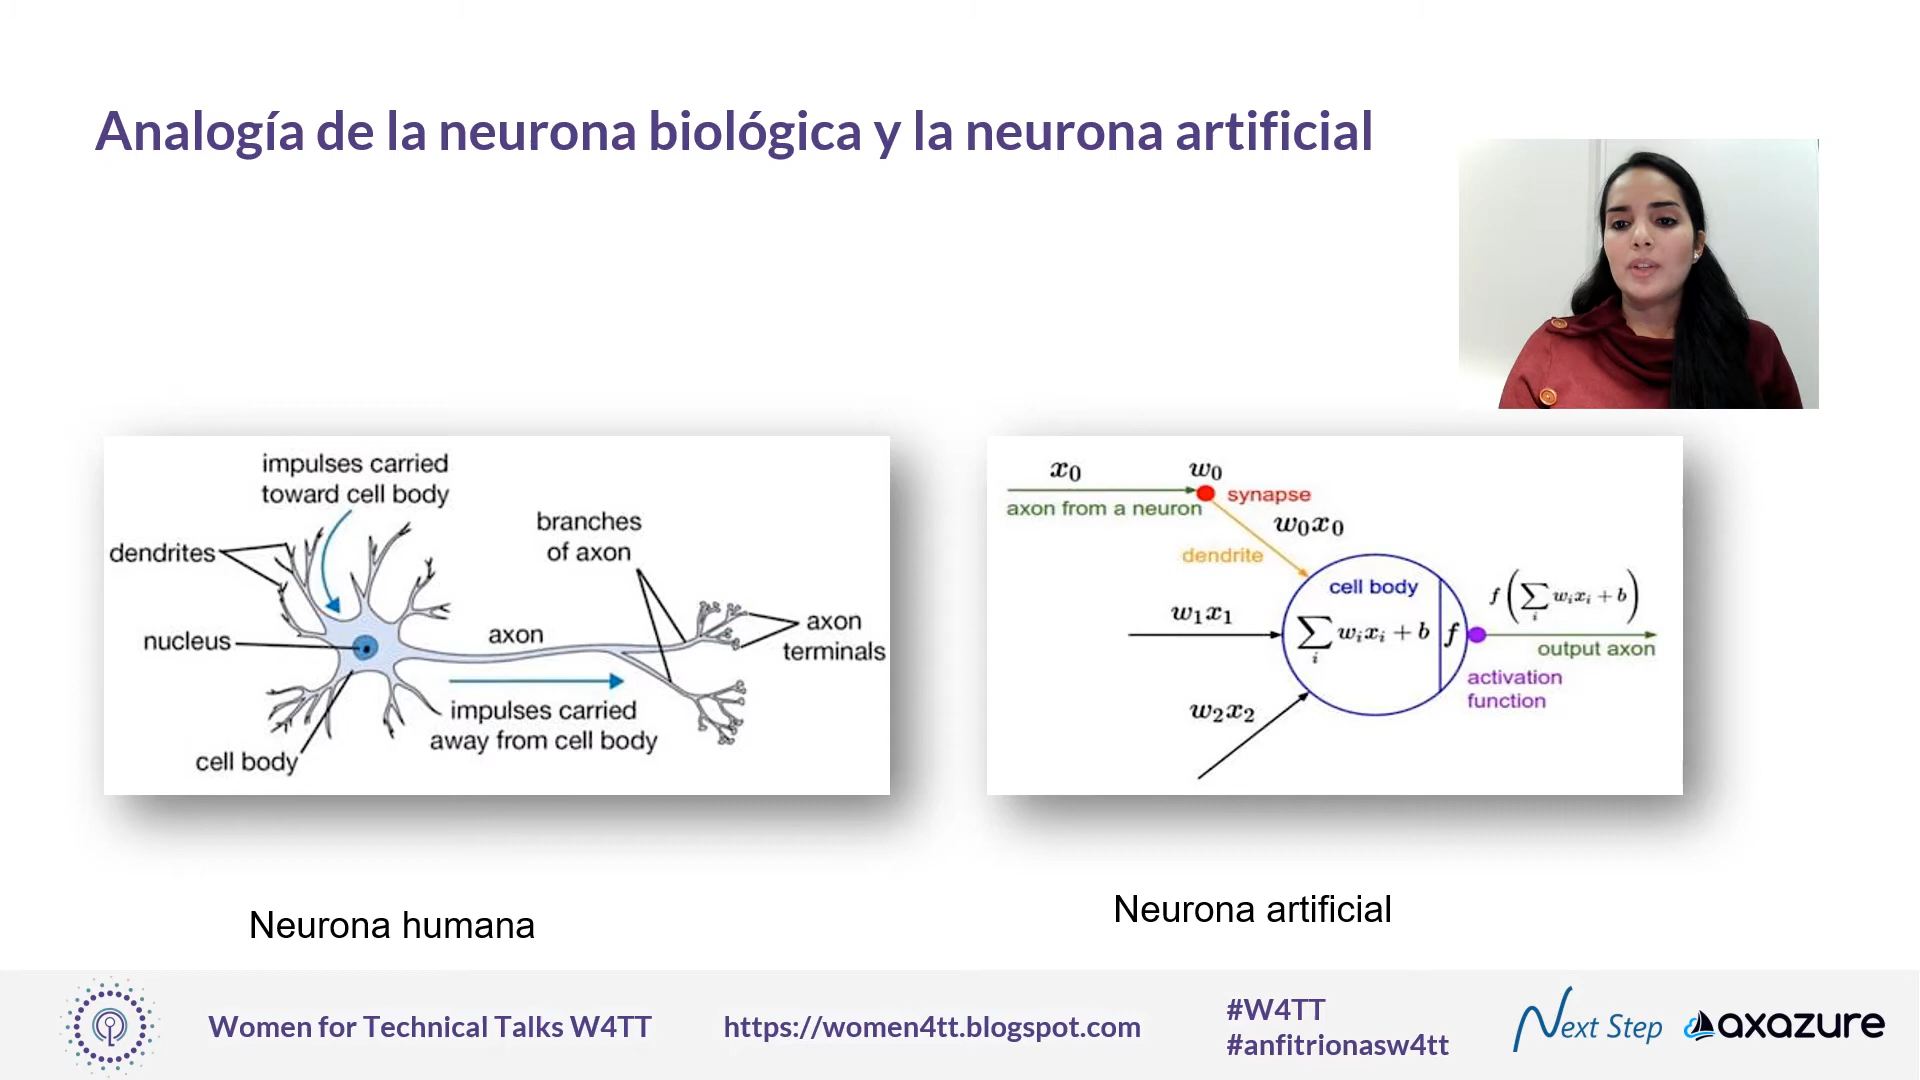 Analogía de la neurona biológica y la neurona artificial
impulses carried
toward cell body
dendrites
nucleus
cell body
axon
impulses carried
away from cell body
branches
of axon
axon
terminals
x₀
w₀
axon from a neuron
synapse
w₀x₀
dendrite
w₁x₁
w₂x₂
cell body
∑ᵢ wᵢxᵢ + b
f
f(∑ᵢ wᵢxᵢ + b)
output axon
activation
function
Neurona humana
Neurona artificial
Women for Technical Talks W4TT
https://women4tt.blogspot.com
#W4TT
#anfitrionasw4tt
Next Step
axazure